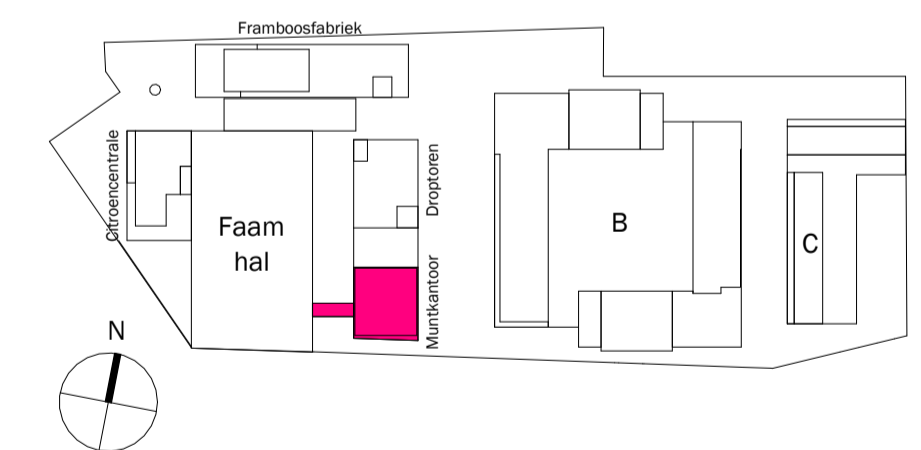 Framboosfabriek
Citroencentrale
Faam
hal
Droptoren
Muntkantoor
B
C
N